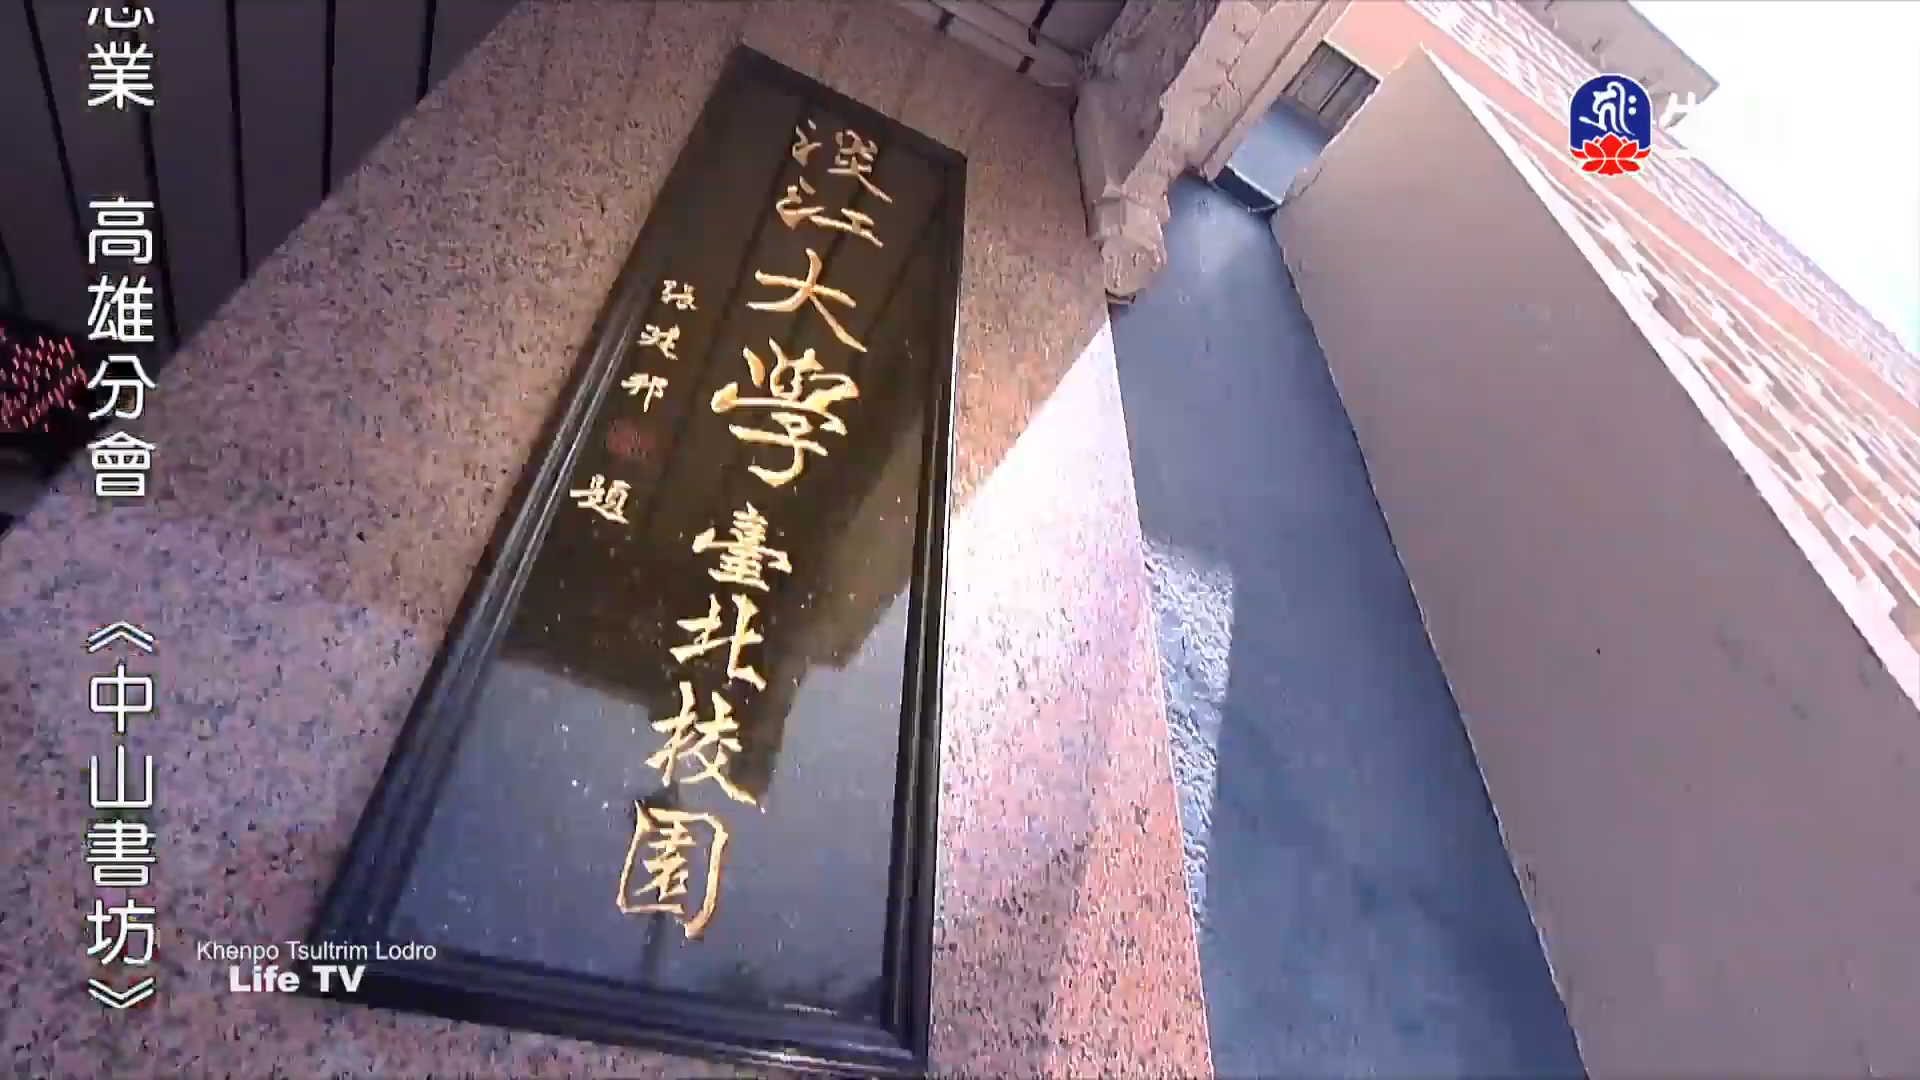 業 高雄分會 《中山書坊》
淡江大學臺北校園
張建邦 題
Khenpo Tsultrim Lodro
Life TV